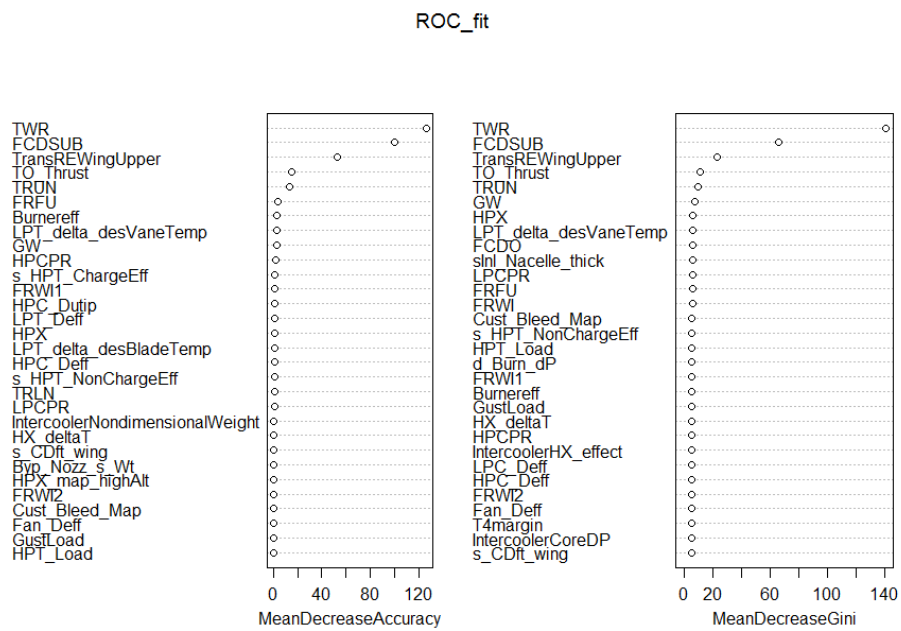 ROC_fit
TWR
FCDSUB
TransREWingUpper
TO_Thrust
TRUN
FRFU
Burnereff
LPT_delta_desVaneTemp
GW
HPCPR
s_HPT_ChargeEff
FRWI1
HPC_Dutip
LPT_Deff
HPX
LPT_delta_desBladeTemp
HPC_Deff
s_HPT_NonChargeEff
TRLN
LPCPR
IntercoolerNondimensionalWeight
HX_deltaT
s_CDft_wing
Byp_Nozz_s_Wt
HPX_map_highAlt
FRWI2
Cust_Bleed_Map
Fan_Deff
GustLoad
HPT_Load
0 40 80 120
MeanDecreaseAccuracy
TWR
FCDSUB
TransREWingUpper
TO_Thrust
TRUN
GW
HPX
LPT_delta_desVaneTemp
FCDO
sInl_Nacelle_thick
LPCPR
FRFU
FRWI
Cust_Bleed_Map
s_HPT_NonChargeEff
HPT_Load
d_Burn_dP
FRWI1
Burnereff
GustLoad
HX_deltaT
HPCPR
IntercoolerHX_effect
LPC_Deff
HPC_Deff
FRWI2
Fan_Deff
T4margin
IntercoolerCoreDP
s_CDft_wing
0 20 60 100 140
MeanDecreaseGini